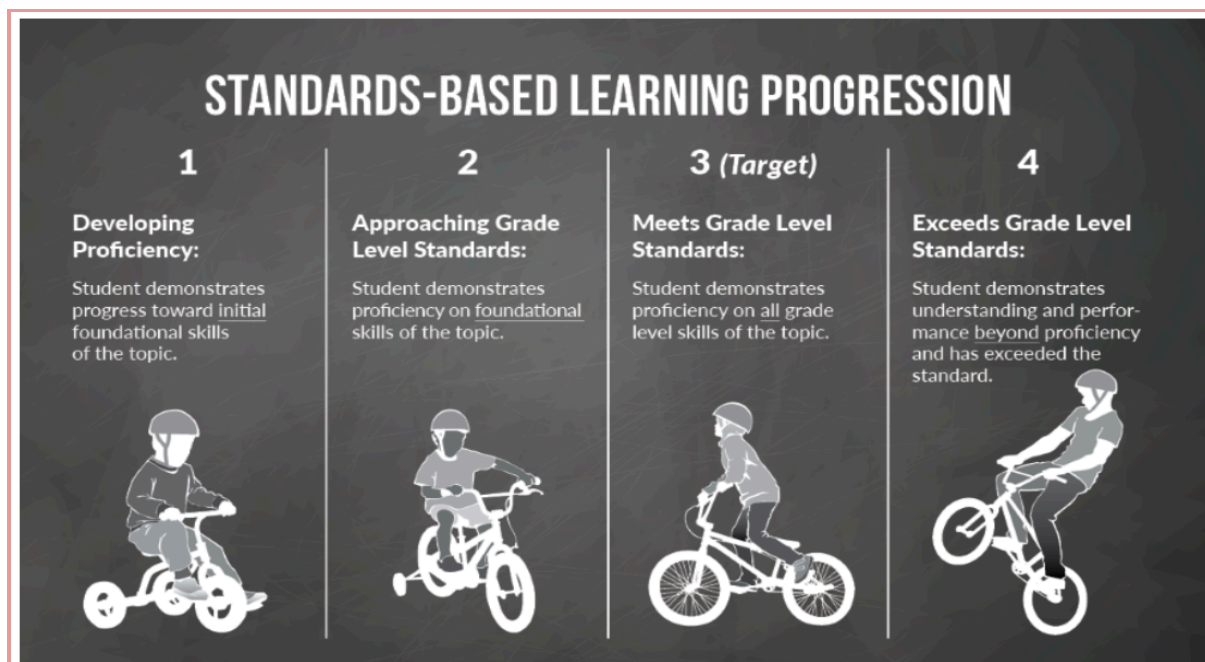 STANDARDS-BASED LEARNING PROGRESSION
1
Developing
Proficiency:
Student demonstrates
progress toward initial
foundational skills
of the topic.
2
Approaching Grade
Level Standards:
Student demonstrates
proficiency on foundational
skills of the topic.
3 (Target)
Meets Grade Level
Standards:
Student demonstrates
proficiency on all grade
level skills of the topic.
4
Exceeds Grade Level
Standards:
Student demonstrates
understanding and perfor-
mance beyond proficiency
and has exceeded the
standard.